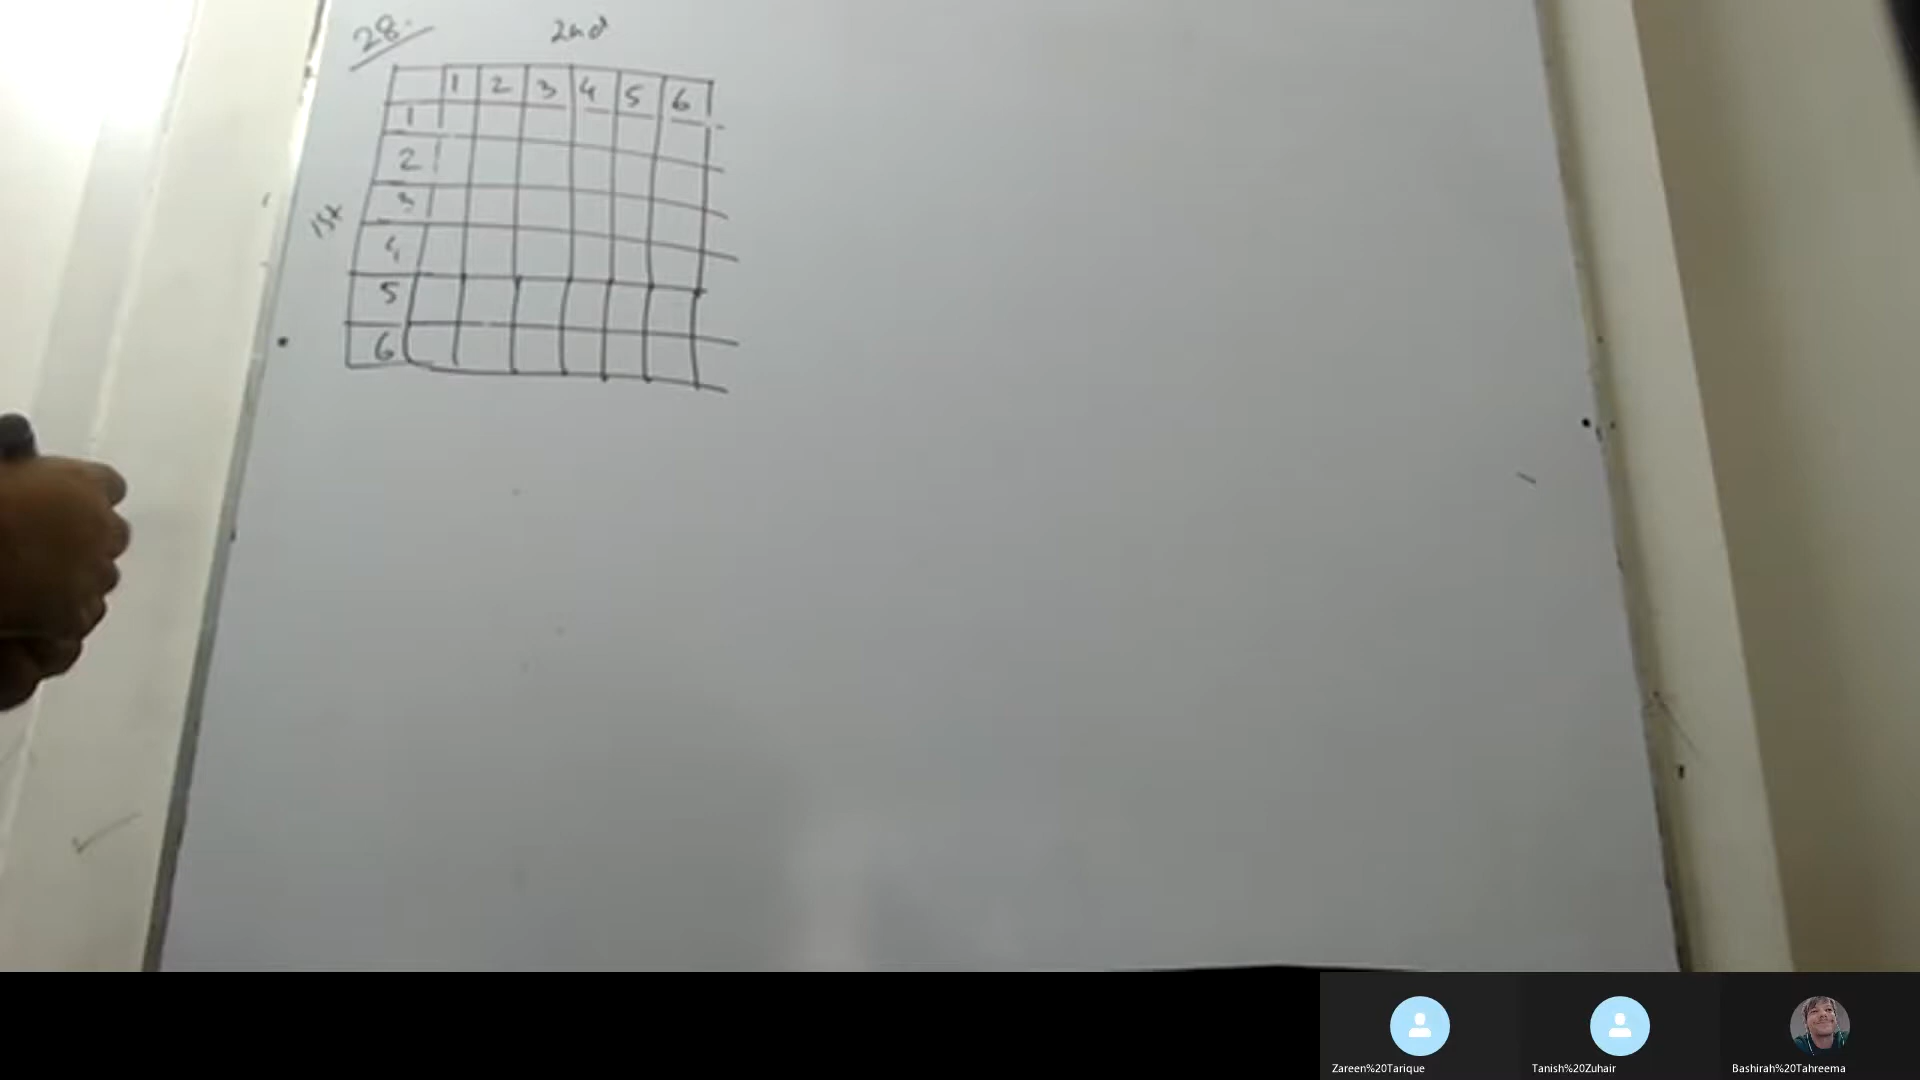 28.
2nd
1 2 3 4 5 6
1
2
3
1st
4
5
6
Zareen%20Tarique
Tanish%20Zuhair
Bashirah%20Tahreema